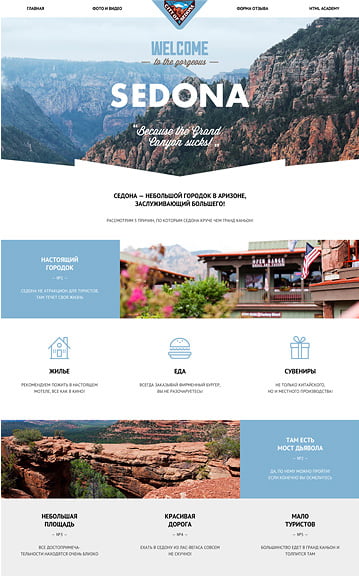 ГЛАВНАЯ
ФОТО И ВИДЕО
ФОРМА ОТЗЫВА
HTML ACADEMY
WELCOME
to the gorgeous
SEDONA
"Because the Grand
Canyon sucks!"
СЕДОНА — НЕБОЛЬШОЙ ГОРОДОК В АРИЗОНЕ,
ЗАСЛУЖИВАЮЩИЙ БОЛЬШЕГО!
РАССМОТРИМ 5 ПРИЧИН, ПО КОТОРЫМ СЕДОНА КРУЧЕ ЧЕМ ГРАНД КАНЬОН!
НАСТОЯЩИЙ
ГОРОДОК
— №1 —
СЕДОНА НЕ АТТРАКЦИОН ДЛЯ ТУРИСТОВ,
ТАМ ТЕЧЕТ СВОЯ ЖИЗНЬ
ЖИЛЬЕ
РЕКОМЕНДУЕМ ПОЖИТЬ В НАСТОЯЩЕМ
МОТЕЛЕ, ВСЕ КАК В КИНО!
ЕДА
ВСЕГДА ЗАКАЗЫВАЙ ФИРМЕННЫЙ БУРГЕР,
ВЫ НЕ РАЗОЧАРУЕТЕСЬ!
СУВЕНИРЫ
НЕ ТОЛЬКО КИТАЙСКОГО,
НО И МЕСТНОГО ПРОИЗВОДСТВА!
ТАМ ЕСТЬ
МОСТ ДЬЯВОЛА
— №2 —
ДА, ПО НЕМУ МОЖНО ПРОЙТИ!
ЕСЛИ КОНЕЧНО ВЫ ОСМЕЛИТЕСЬ
НЕБОЛЬШАЯ
ПЛОЩАДЬ
— №3 —
ВСЕ ДОСТОПРИМЕЧА-
ТЕЛЬНОСТИ НАХОДЯТСЯ ОЧЕНЬ БЛИЗКО
КРАСИВАЯ
ДОРОГА
— №4 —
ЕХАТЬ В СЕДОНУ ИЗ ЛАС-ВЕГАСА СОВСЕМ
НЕ СКУЧНО!
МАЛО
ТУРИСТОВ
— №5 —
БОЛЬШИНСТВО ЕДЕТ В ГРАНД КАНЬОН И
ТОЛПИТСЯ ТАМ